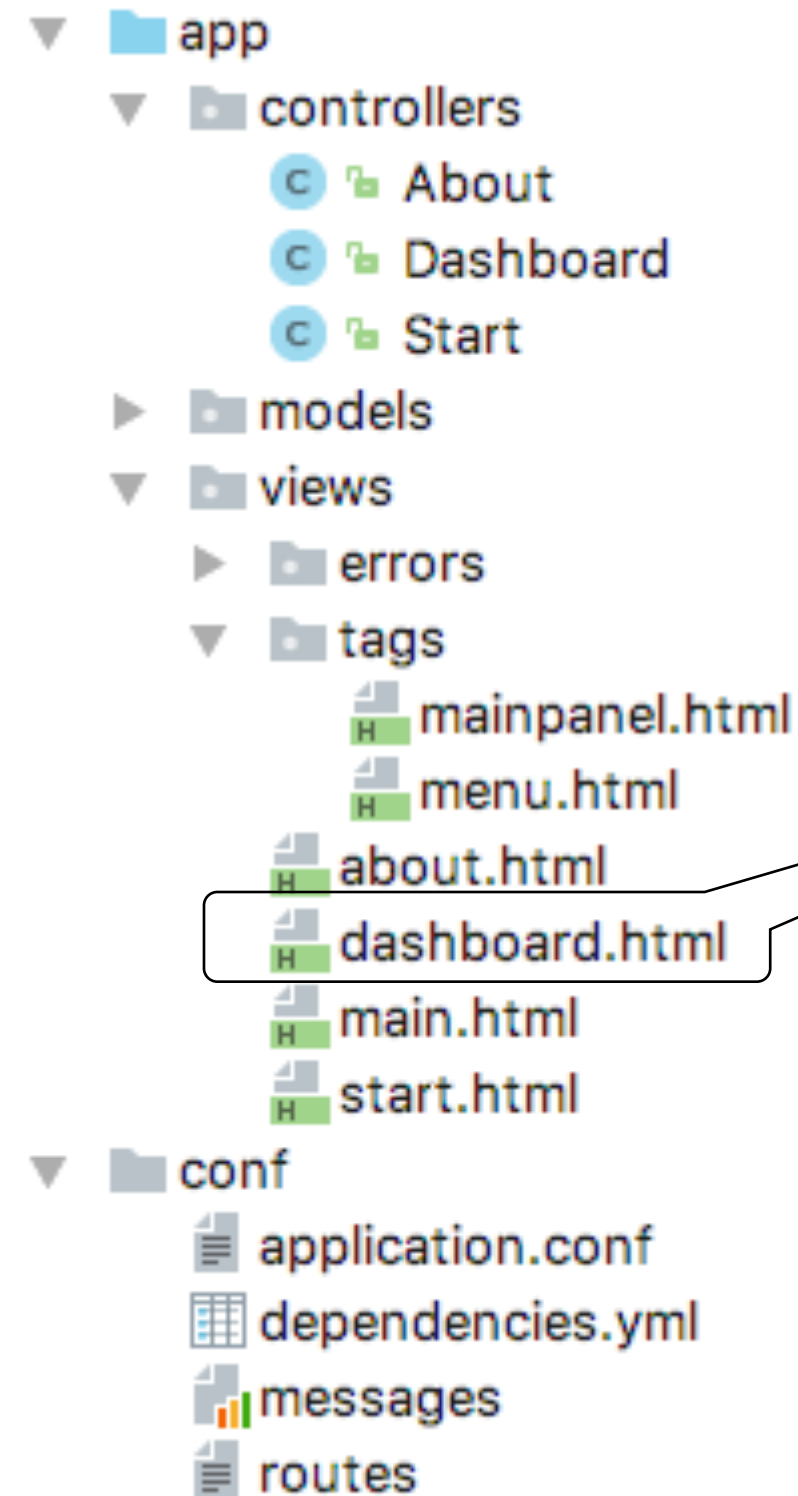 app
controllers
C About
C Dashboard
C Start
models
views
errors
tags
H mainpanel.html
H menu.html
H about.html
H dashboard.html
H main.html
H start.html
conf
application.conf
dependencies.yml
messages
routes